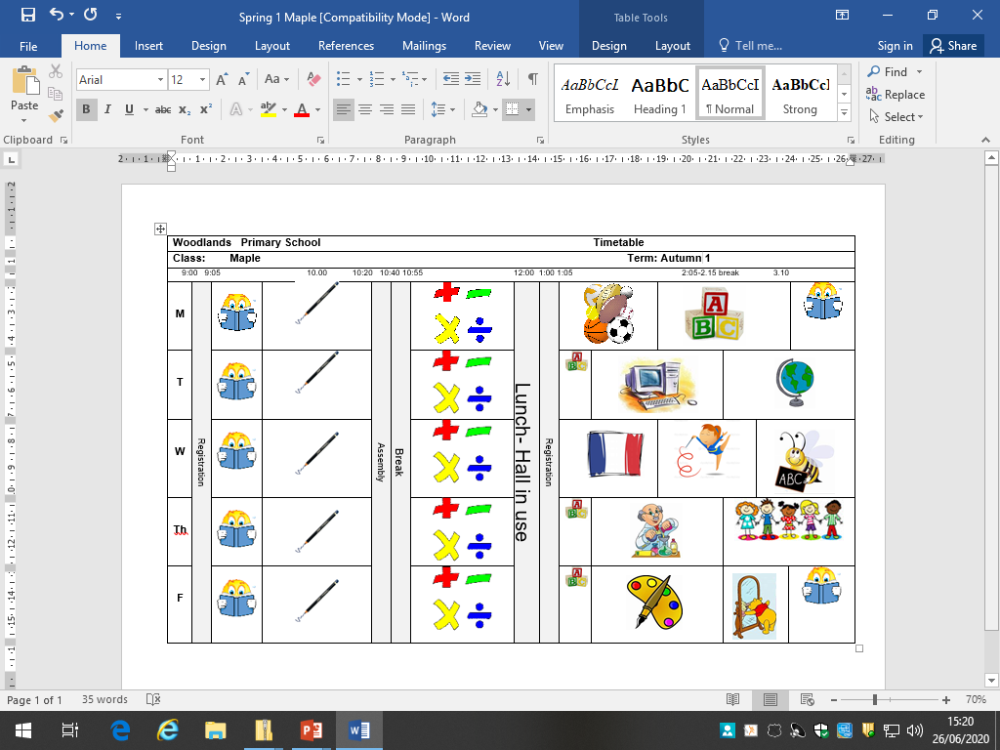 Spring 1 Maple [Compatibility Mode] - Word
Table Tools
File Home Insert Design Layout References Mailings Review View Design Layout Tell me... Sign in Share
Paste
Arial 12
Aa
B I U abc x₂ x²
A
AaBbCcI AaBbC AaBbCcI AaBbCcI
Emphasis Heading 1 ¶ Normal Strong
Find
Replace
Select
Clipboard Font Paragraph Styles Editing
Woodlands Primary School Timetable
Class: Maple Term: Autumn 1
9:00 9:05 10.00 10:20 10:40 10:55 12:00 1:00 1:05 2:05-2.15 break 3.10
M
T
W
Th
F
Registration
Assembly
Break
Lunch- Hall in use
Registration
A B C
ABC
Page 1 of 1 35 words 70%
15:20
26/06/2020